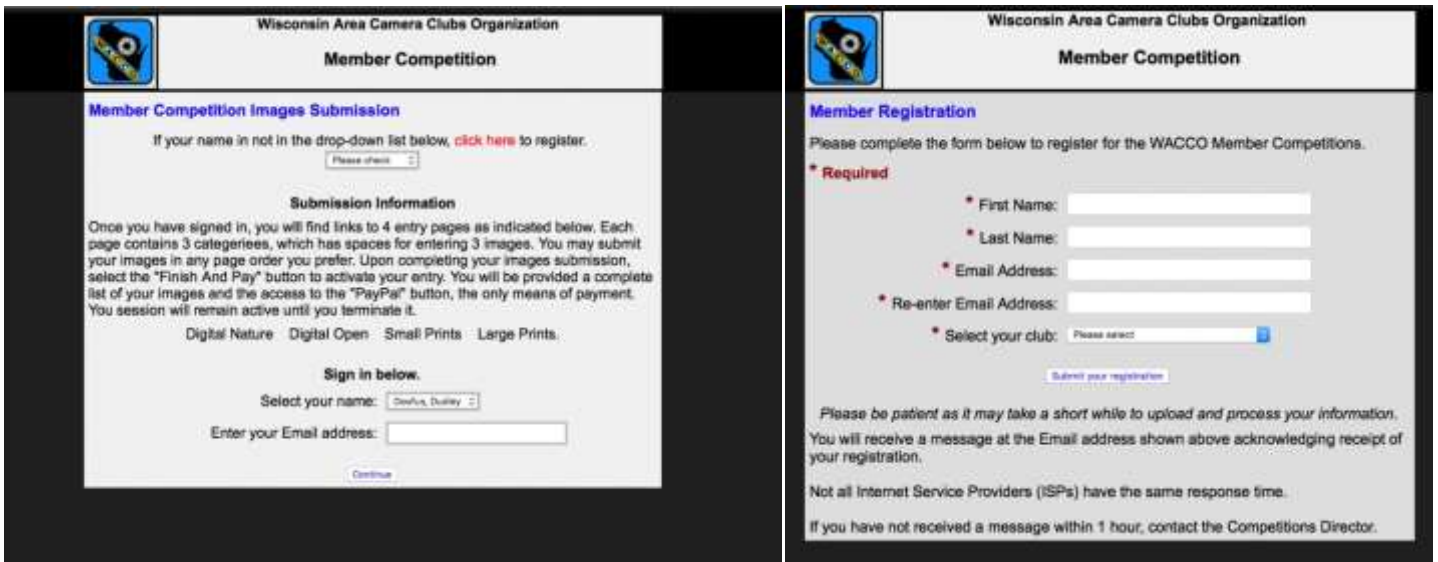 Wisconsin Area Camera Clubs Organization
Member Competition
Member Competition Images Submission
If your name in not in the drop-down list below, click here to register.
Please check
Submission Information
Once you have signed in, you will find links to 4 entry pages as indicated below. Each
page contains 3 categeriees, which has spaces for entering 3 images. You may submit
your images in any page order you prefer. Upon completing your images submission,
select the "Finish And Pay" button to activate your entry. You will be provided a complete
list of your images and the access to the "PayPal" button, the only means of payment.
You session will remain active until you terminate it.
Digital Nature Digital Open Small Prints Large Prints.
Sign in below.
Select your name:
Enter your Email address:
Continue
WACCO
Wisconsin Area Camera Clubs Organization
Member Competition
Member Registration
Please complete the form below to register for the WACCO Member Competitions.
* Required
* First Name:
* Last Name:
* Email Address:
* Re-enter Email Address:
* Select your club: Please select
Submit your registration
Please be patient as it may take a short while to upload and process your information.
You will receive a message at the Email address shown above acknowledging receipt of
your registration.
Not all Internet Service Providers (ISPs) have the same response time.
If you have not received a message within 1 hour, contact the Competitions Director.